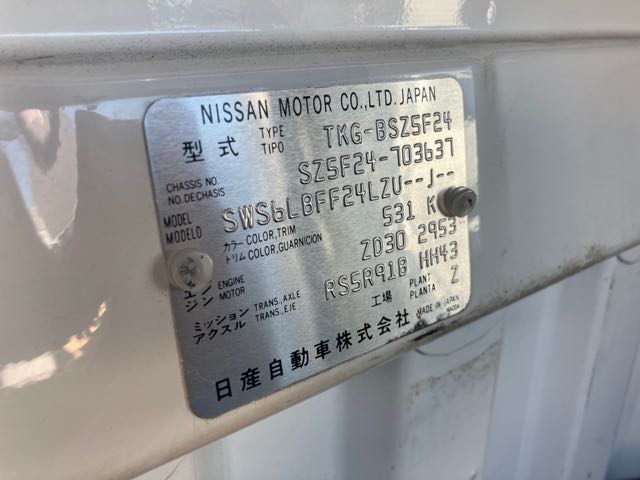 NISSAN MOTOR CO.,LTD. JAPAN
型式 TYPE TIPO TKG-BSZ5F24
CHASSIS NO. NO.DECHASIS SZ5F24-703637
MODEL MODELO SWS6LBFF24LZU--J--
カラー COLOR,TRIM トリム COLOR,GUARNICION 531 K
エンジン ENGINE MOTOR ZD30 2953
ミッション TRANS.,AXLE アクスル TRANS.,EJE RS5R91B HH43
工場 PLANT PLANTA Z
日産自動車株式会社 MADE IN JAPAN